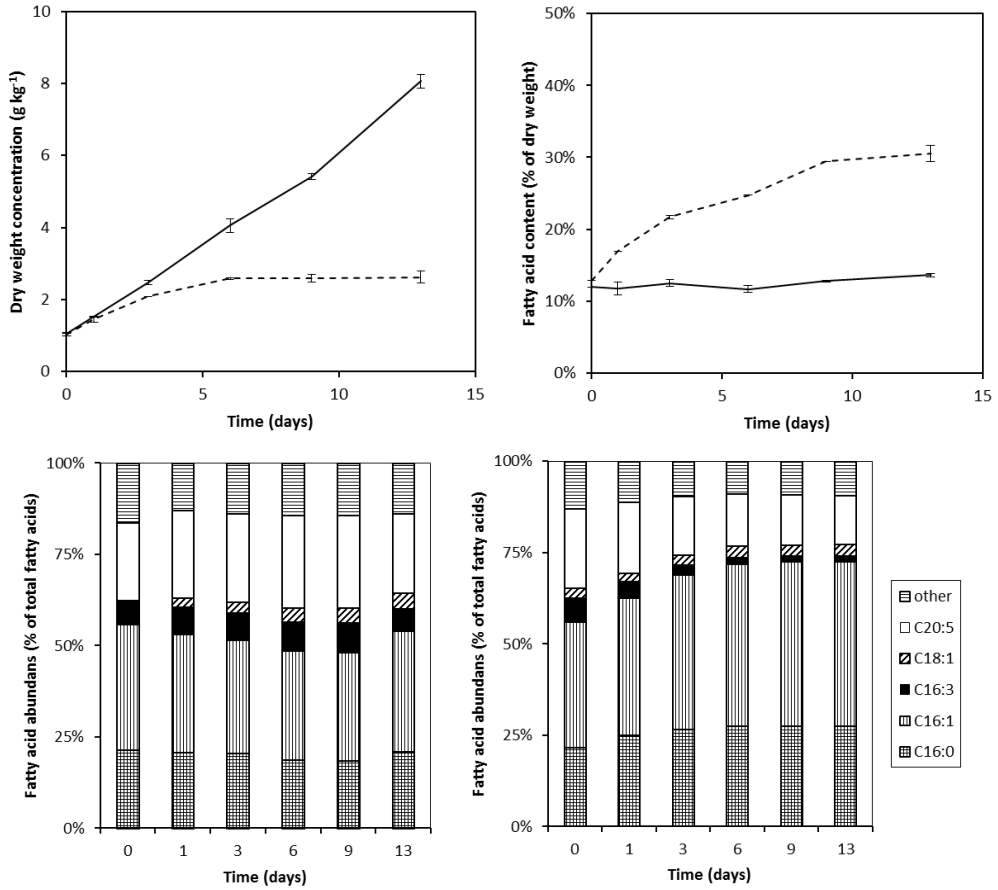 Dry weight concentration (g kg⁻¹)
10
8
6
4
2
0
0 5 10 15
Time (days)
Fatty acid content (% of dry weight)
50%
40%
30%
20%
10%
0%
0 5 10 15
Time (days)
Fatty acid abundans (% of total fatty acids)
100%
75%
50%
25%
0%
0 1 3 6 9 13
Time (days)
Fatty acid abundans (% of total fatty acids)
100%
75%
50%
25%
0%
0 1 3 6 9 13
Time (days)
other
C20:5
C18:1
C16:3
C16:1
C16:0